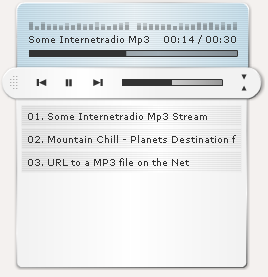 Some Internetradio Mp3 00:14 / 00:30
01. Some Internetradio Mp3 Stream
02. Mountain Chill - Planets Destination f
03. URL to a MP3 file on the Net